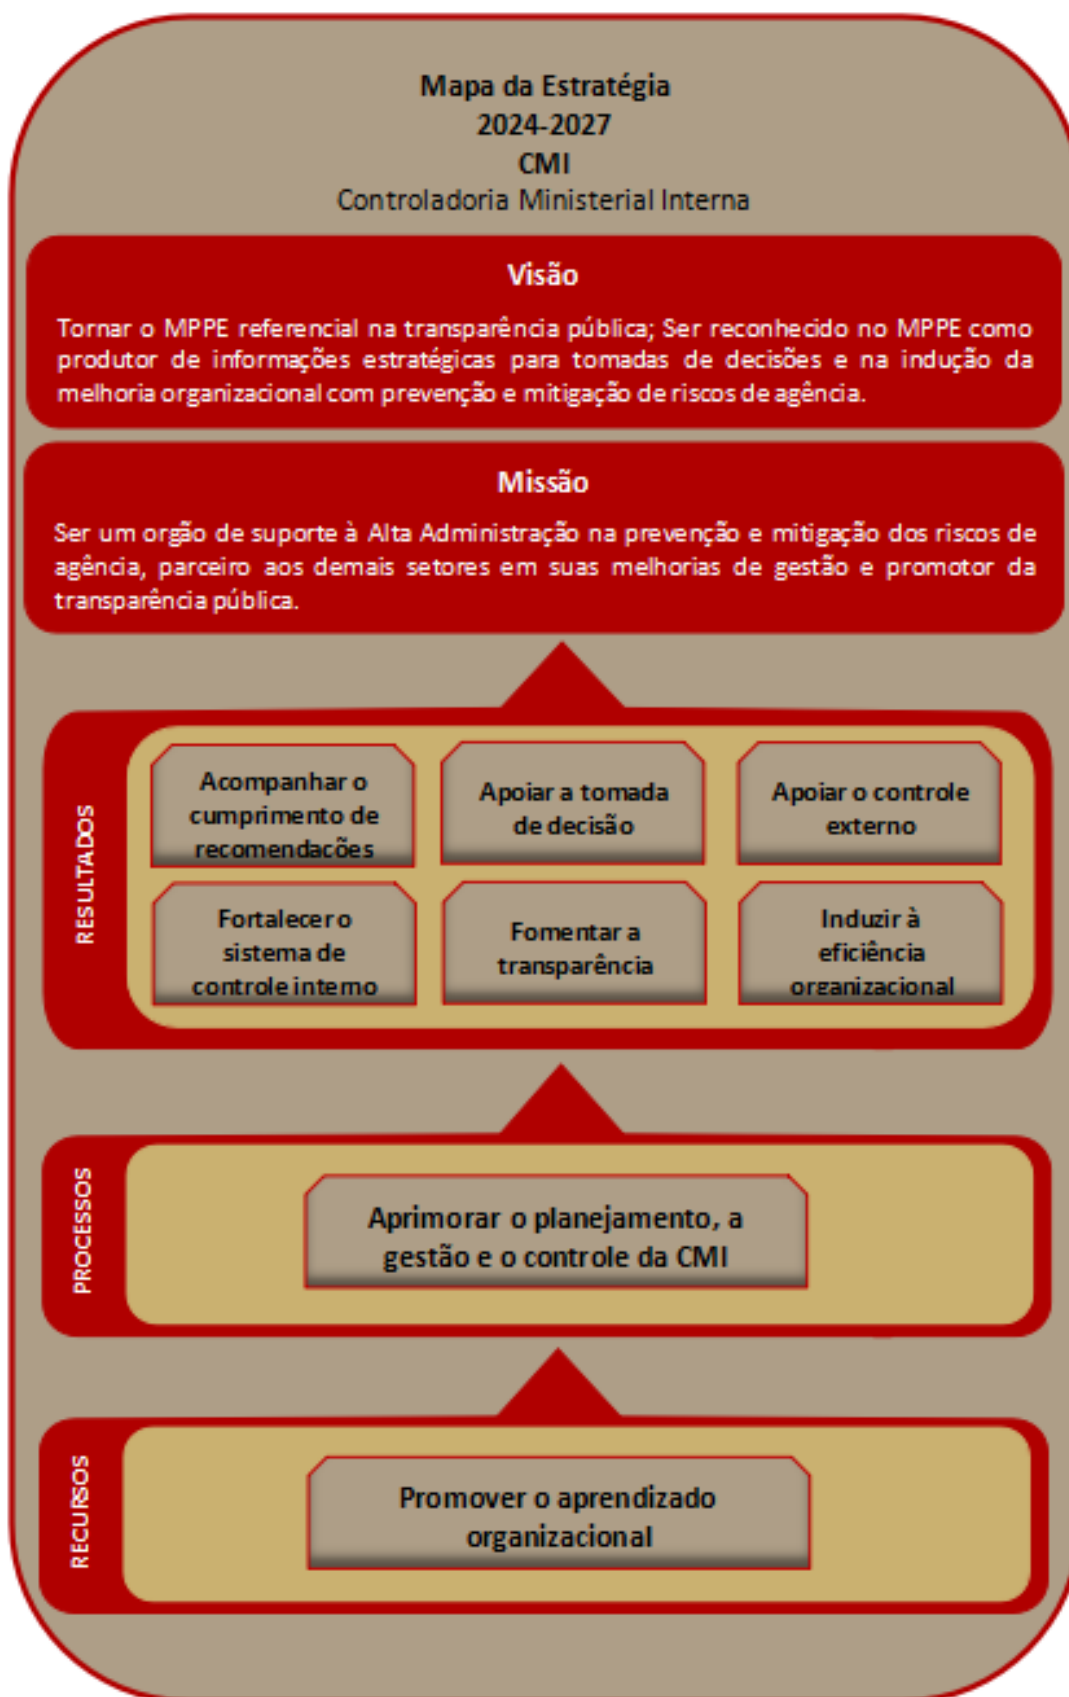 Mapa da Estratégia
2024-2027
CMI
Controladoria Ministerial Interna
Visão
Tornar o MPPE referencial na transparência pública; Ser reconhecido no MPPE como
produtor de informações estratégicas para tomadas de decisões e na indução da
melhoria organizacional com prevenção e mitigação de riscos de agência.
Missão
Ser um orgão de suporte à Alta Administração na prevenção e mitigação dos riscos de
agência, parceiro aos demais setores em suas melhorias de gestão e promotor da
transparência pública.
RESULTADOS
Acompanhar o
cumprimento de
recomendações
Apoiar a tomada
de decisão
Apoiar o controle
externo
Fortalecer o
sistema de
controle interno
Fomentar a
transparência
Induzir à
eficiência
organizacional
PROCESSOS
Aprimorar o planejamento, a
gestão e o controle da CMI
RECURSOS
Promover o aprendizado
organizacional